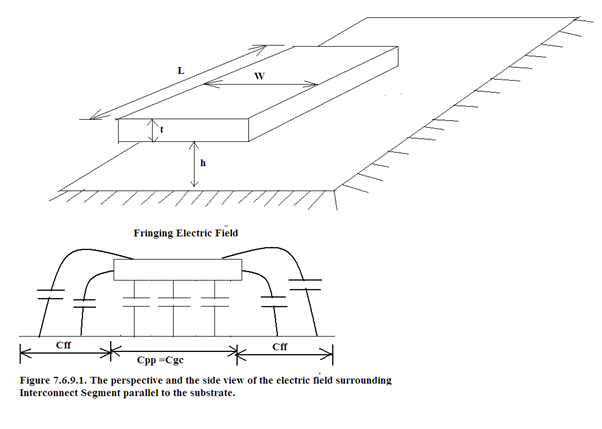 L
W
t
h
Fringing Electric Field
Cff
Cff
Cpp =Cgc
Figure 7.6.9.1. The perspective and the side view of the electric field surrounding
Interconnect Segment parallel to the substrate.